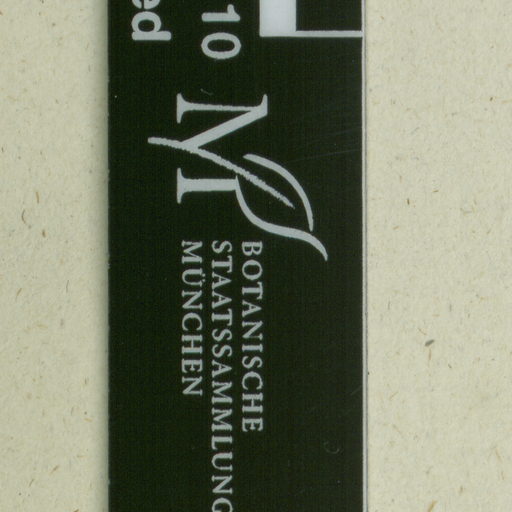 10
ed
M
BOTANISCHE
STAATSSAMMLUNG
MÜNCHEN